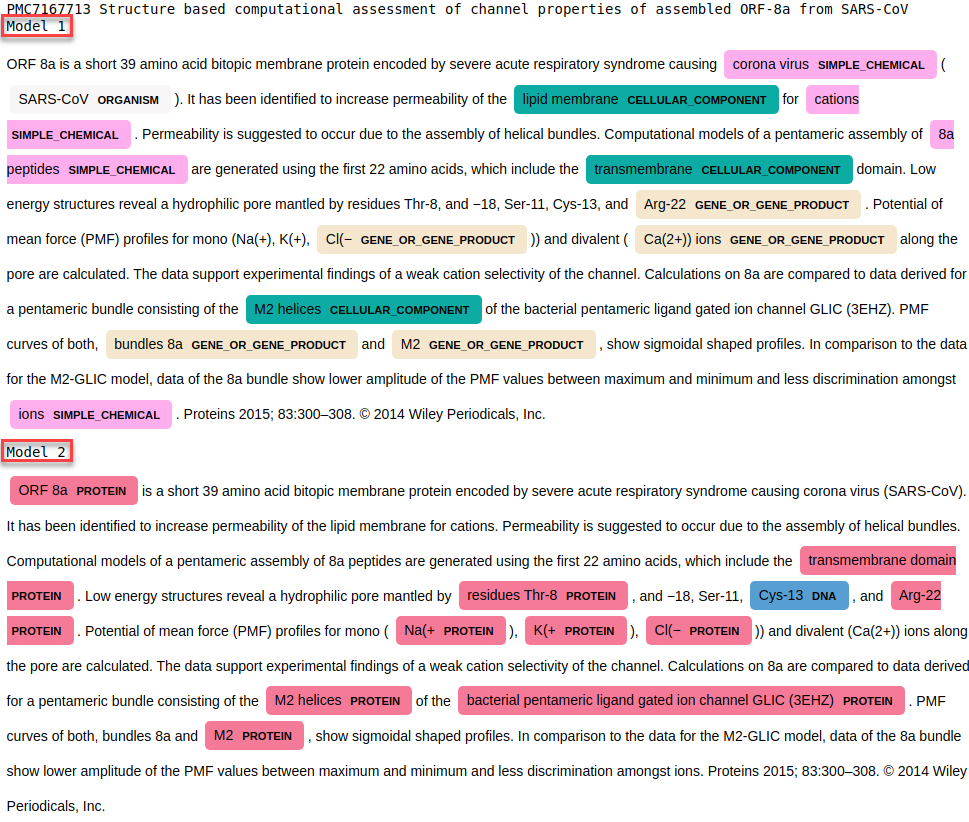 PMC7167713 Structure based computational assessment of channel properties of assembled ORF-8a from SARS-CoV
Model 1
ORF 8a is a short 39 amino acid bitopic membrane protein encoded by severe acute respiratory syndrome causing corona virus SIMPLE_CHEMICAL (
SARS-CoV ORGANISM ). It has been identified to increase permeability of the lipid membrane CELLULAR_COMPONENT for cations
SIMPLE_CHEMICAL . Permeability is suggested to occur due to the assembly of helical bundles. Computational models of a pentameric assembly of 8a
peptides SIMPLE_CHEMICAL are generated using the first 22 amino acids, which include the transmembrane CELLULAR_COMPONENT domain. Low
energy structures reveal a hydrophilic pore mantled by residues Thr-8, and −18, Ser-11, Cys-13, and Arg-22 GENE_OR_GENE_PRODUCT . Potential of
mean force (PMF) profiles for mono (Na(+), K(+), Cl(− GENE_OR_GENE_PRODUCT )) and divalent ( Ca(2+)) ions GENE_OR_GENE_PRODUCT along the
pore are calculated. The data support experimental findings of a weak cation selectivity of the channel. Calculations on 8a are compared to data derived for
a pentameric bundle consisting of the M2 helices CELLULAR_COMPONENT of the bacterial pentameric ligand gated ion channel GLIC (3EHZ). PMF
curves of both, bundles 8a GENE_OR_GENE_PRODUCT and M2 GENE_OR_GENE_PRODUCT , show sigmoidal shaped profiles. In comparison to the data
for the M2-GLIC model, data of the 8a bundle show lower amplitude of the PMF values between maximum and minimum and less discrimination amongst
ions SIMPLE_CHEMICAL . Proteins 2015; 83:300–308. © 2014 Wiley Periodicals, Inc.
Model 2
ORF 8a PROTEIN is a short 39 amino acid bitopic membrane protein encoded by severe acute respiratory syndrome causing corona virus (SARS-CoV).
It has been identified to increase permeability of the lipid membrane for cations. Permeability is suggested to occur due to the assembly of helical bundles.
Computational models of a pentameric assembly of 8a peptides are generated using the first 22 amino acids, which include the transmembrane domain
PROTEIN . Low energy structures reveal a hydrophilic pore mantled by residues Thr-8 PROTEIN , and −18, Ser-11, Cys-13 DNA , and Arg-22
PROTEIN . Potential of mean force (PMF) profiles for mono ( Na(+ PROTEIN ), K(+ PROTEIN ), Cl(− PROTEIN )) and divalent (Ca(2+)) ions along
the pore are calculated. The data support experimental findings of a weak cation selectivity of the channel. Calculations on 8a are compared to data derived
for a pentameric bundle consisting of the M2 helices PROTEIN of the bacterial pentameric ligand gated ion channel GLIC (3EHZ) PROTEIN . PMF
curves of both, bundles 8a and M2 PROTEIN , show sigmoidal shaped profiles. In comparison to the data for the M2-GLIC model, data of the 8a bundle
show lower amplitude of the PMF values between maximum and minimum and less discrimination amongst ions. Proteins 2015; 83:300–308. © 2014 Wiley
Periodicals, Inc.